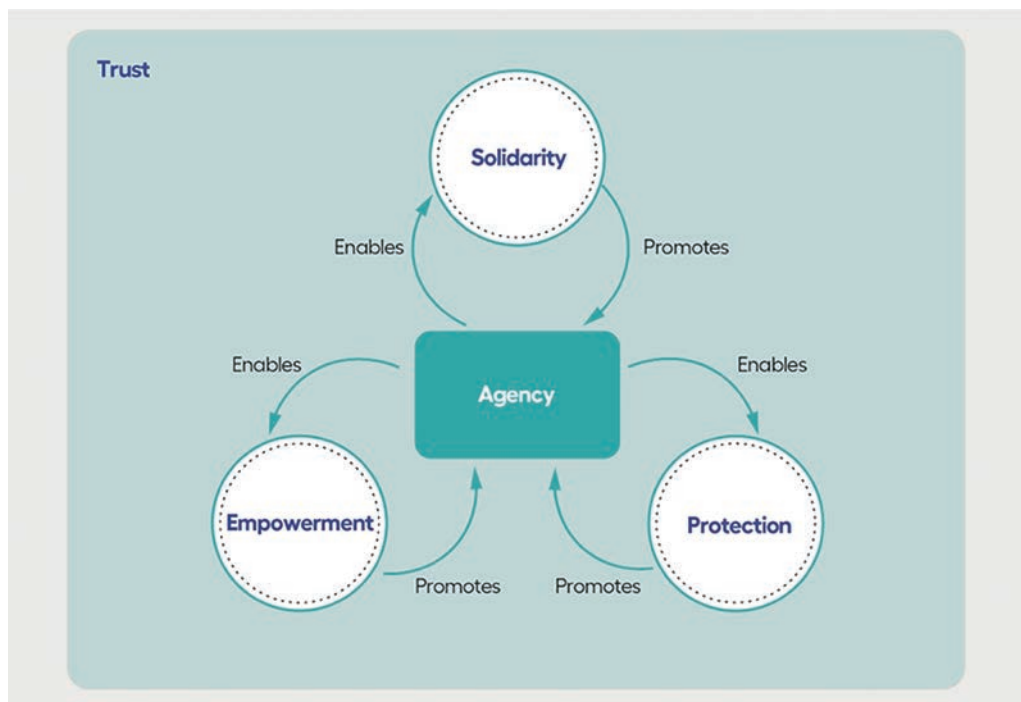 Trust
Solidarity
Enables
Promotes
Enables
Enables
Agency
Empowerment
Protection
Promotes
Promotes